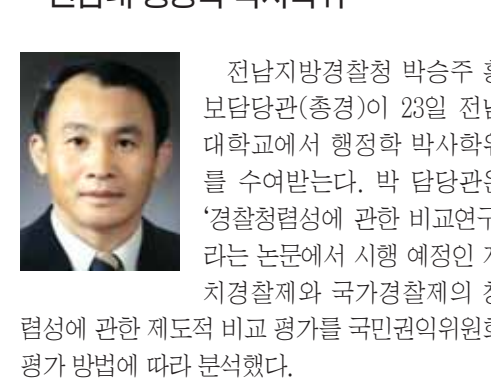 전남지방경찰청 박승주
보담당관(총경)이 23일 전남
대학교에서 행정학 박사학위
를 수여받는다. 박 담당관은
‘경찰청렴성에 관한 비교연구
라는 논문에서 시행 예정인
치경찰제와 국가경찰제의
렴성에 관한 제도적 비교 평가를 국민권익위원회
평가 방법에 따라 분석했다.